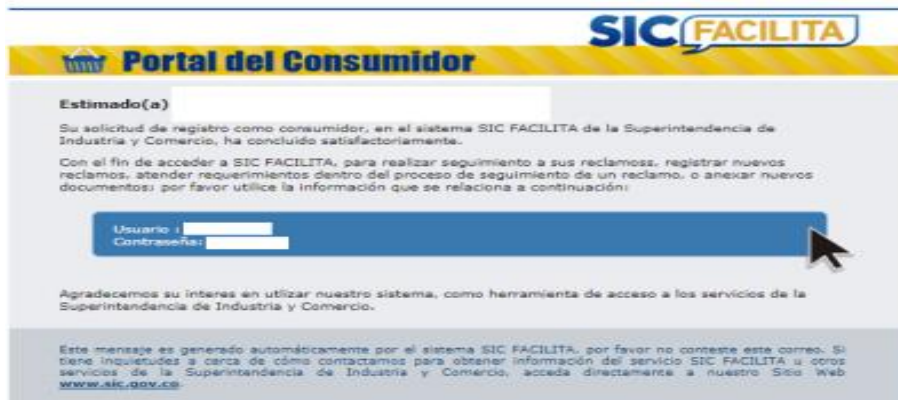 SIC FACILITA
Portal del Consumidor
Estimado(a)
Su solicitud de registro como consumidor, en el sistema SIC FACILITA de la Superintendencia de
Industria y Comercio, ha concluido satisfactoriamente.
Con el fin de acceder a SIC FACILITA, para realizar seguimiento a sus reclamoss, registrar nuevos
reclamos, atender requerimientos dentro del proceso de seguimiento de un reclamo, o anexar nuevos
documentos; por favor utilice la información que se relaciona a continuación:
Usuario :
Contraseña:
Agradecemos su interes en utlizar nuestro sistema, como herramienta de acceso a los servicios de la
Superintendencia de Industria y Comercio.
Este mensaje es generado automáticamente por el sistema SIC FACILITA, por favor no conteste este correo. Si
tiene inquietudes a cerca de cómo contactarnos para obtener información del servicio SIC FACILITA u otros
servicios de la Superintendencia de Industria y Comercio, acceda directamente a nuestro Sitio Web
www.sic.gov.co.